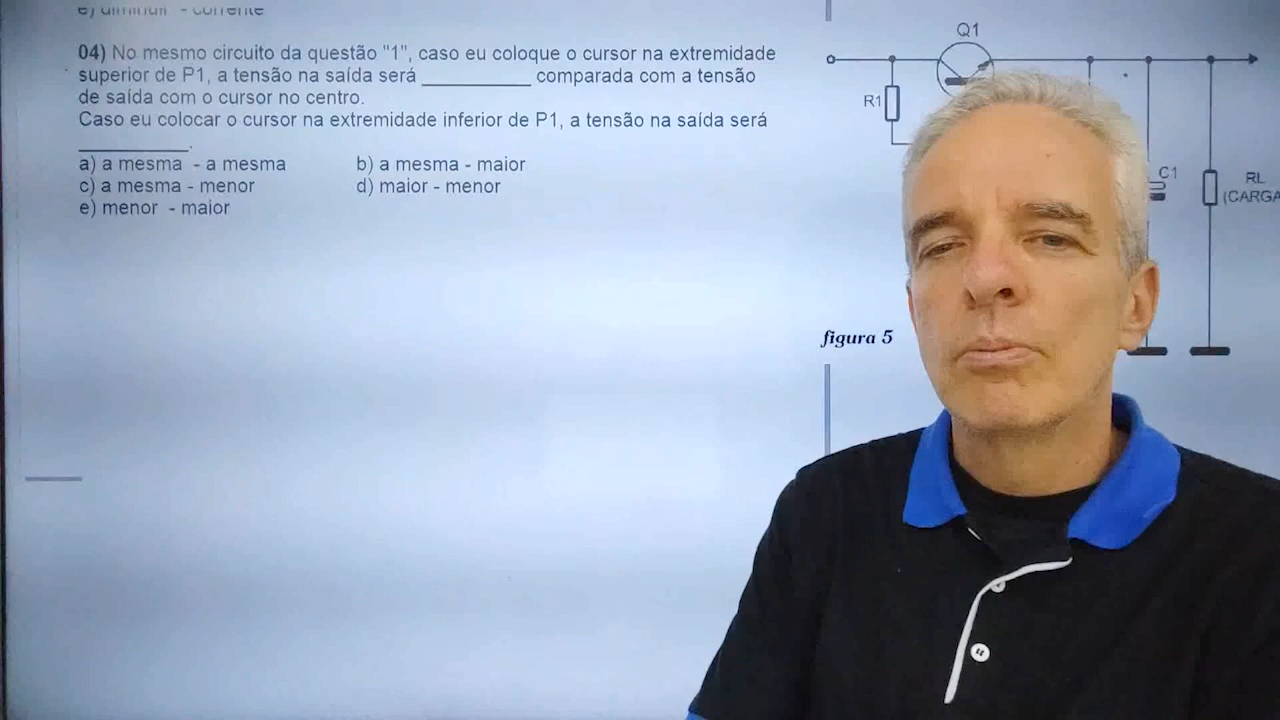 e) diminuir - corrente
04) No mesmo circuito da questão "1", caso eu coloque o cursor na extremidade
superior de P1, a tensão na saída será __________ comparada com a tensão
de saída com o cursor no centro.
Caso eu colocar o cursor na extremidade inferior de P1, a tensão na saída será
__________.
a) a mesma - a mesma b) a mesma - maior
c) a mesma - menor d) maior - menor
e) menor - maior
Q1
R1
C1
RL
(CARGA
figura 5